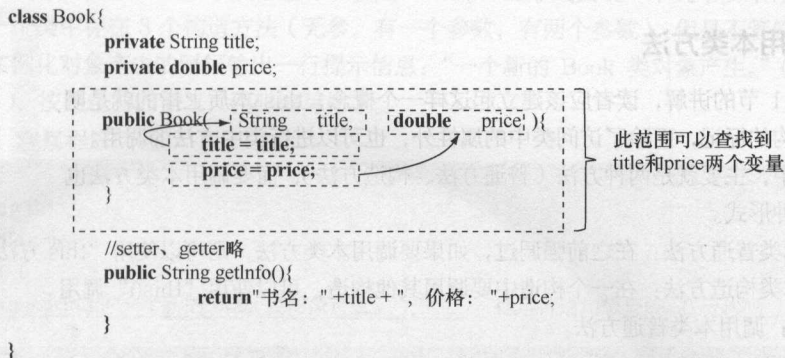 class Book{
private String title;
private double price;
public Book( String title, double price ){
title = title;
price = price;
}
此范围可以查找到
title和price两个变量
//setter、getter略
public String getInfo(){
return"书名："+title+"，价格："+price;
}
}